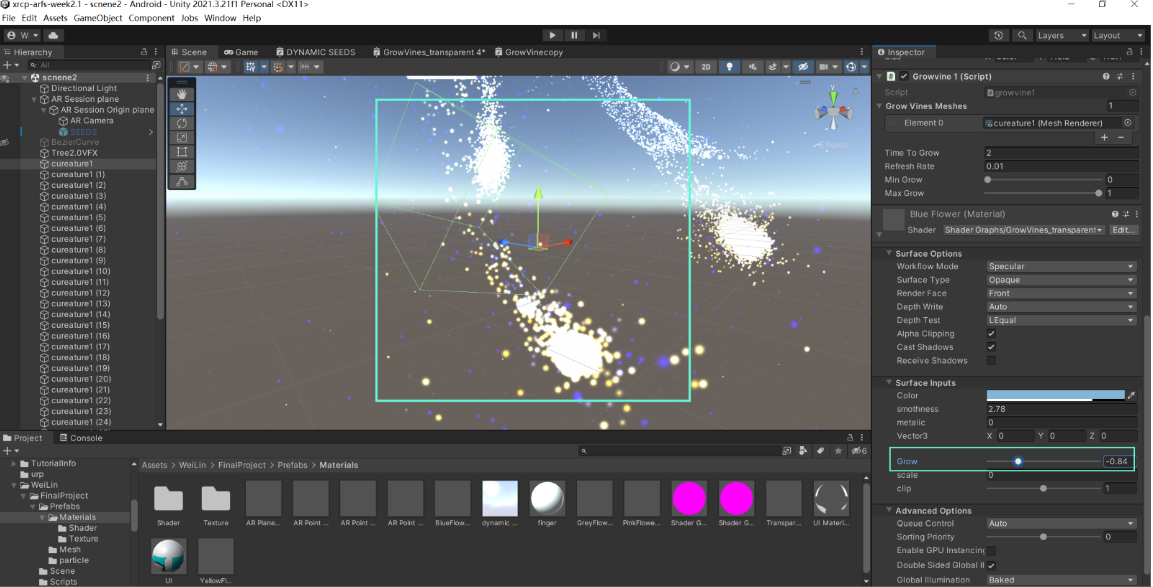 xrcp-arfs-week2.1 - scnene2 - Android - Unity 2021.3.21f1 Personal <DX11>
File Edit Assets GameObject Component Jobs Window Help
W
Layers Layout
Hierarchy
All
scnene2
Directional Light
AR Session plane
AR Session Origin plane
AR Camera
SEEDS
BezierCurve
Tree2.0VFX
cureature1
cureature1 (1)
cureature1 (2)
cureature1 (3)
cureature1 (4)
cureature1 (5)
cureature1 (6)
cureature1 (7)
cureature1 (8)
cureature1 (9)
cureature1 (10)
cureature1 (11)
cureature1 (12)
cureature1 (13)
cureature1 (14)
cureature1 (15)
cureature1 (16)
cureature1 (17)
cureature1 (18)
cureature1 (19)
cureature1 (20)
cureature1 (21)
cureature1 (22)
cureature1 (23)
cureature1 (24)
Scene Game DYNAMIC SEEDS GrowVines_transparent 4* GrowVinecopy
2D
Persp
Inspector
Growvine 1 (Script)
Script growvine1
Grow Vines Meshes 1
Element 0 cureature1 (Mesh Renderer)
+ −
Time To Grow 2
Refresh Rate 0.01
Min Grow 0
Max Grow 1
Blue Flower (Material)
Shader Shader Graphs/GrowVines_transparent Edit...
Surface Options
Workflow Mode Specular
Surface Type Opaque
Render Face Front
Depth Write Auto
Depth Test LEqual
Alpha Clipping
Cast Shadows
Receive Shadows
Surface Inputs
Color
smothness 2.78
metalic 0
Vector3 X 0 Y 0 Z 0
Grow -0.84
scale 0
clip 1
Advanced Options
Queue Control Auto
Sorting Priority 0
Enable GPU Instancing
Double Sided Global Il
Global Illumination Baked
Project Console
6
TutorialInfo
urp
WeiLin
FinalProject
Prefabs
Materials
Shader
Texture
Mesh
particle
Scene
Scripts
Assets > WeiLin > FinalProject > Prefabs > Materials
Shader Texture AR Plane... AR Point ... AR Point ... AR Point ... BlueFlow... dynamic ... finger GreyFlowe... PinkFlowe... Shader G... Shader G... Transpar... UI Materi...
UI YellowFl...